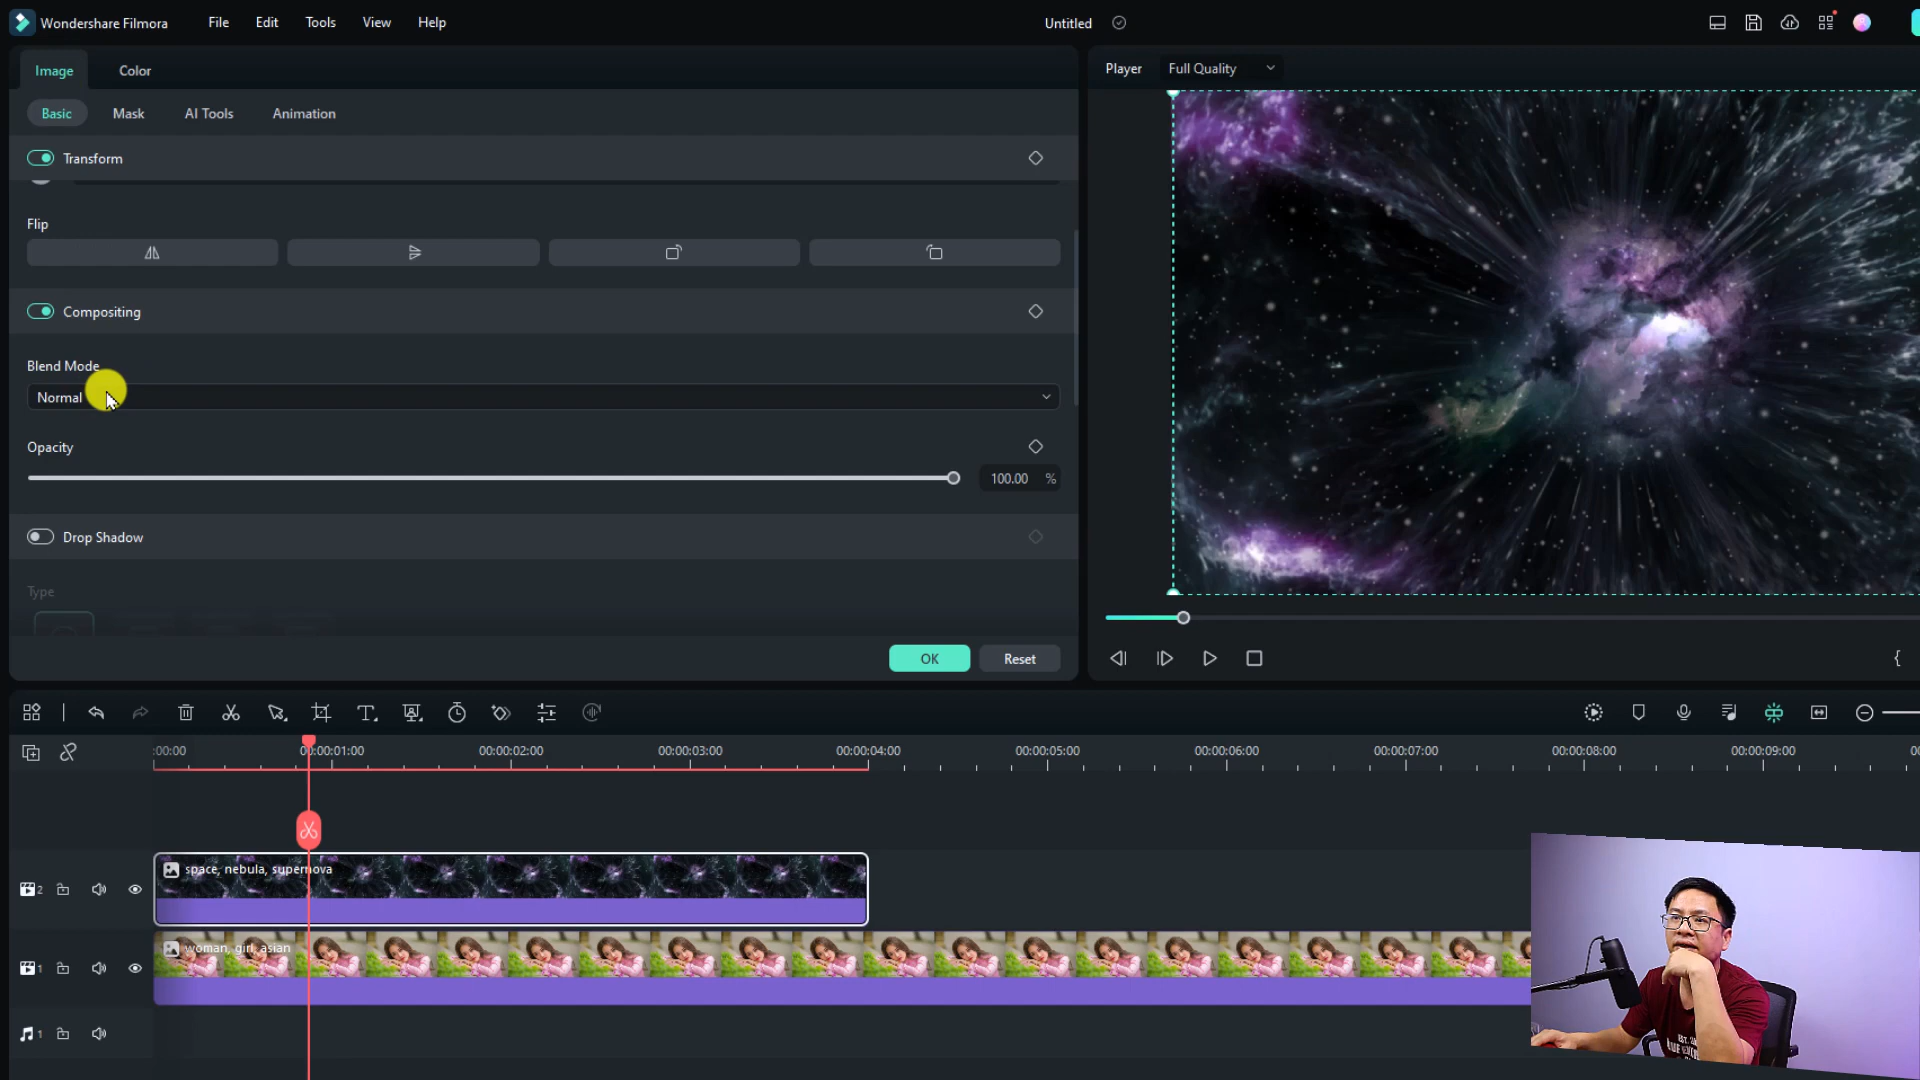 Wondershare Filmora
File
Edit
Tools
View
Help
Untitled
Image
Color
Player
Full Quality
Basic
Mask
AI Tools
Animation
Transform
Flip
Compositing
Blend Mode
Normal
Opacity
100.00 %
Drop Shadow
Type
OK
Reset
:00:00
00:00:01:00
00:00:02:00
00:00:03:00
00:00:04:00
00:00:05:00
00:00:06:00
00:00:07:00
00:00:08:00
00:00:09:00
space, nebula, supernova
2
woman, girl, asian
1
1